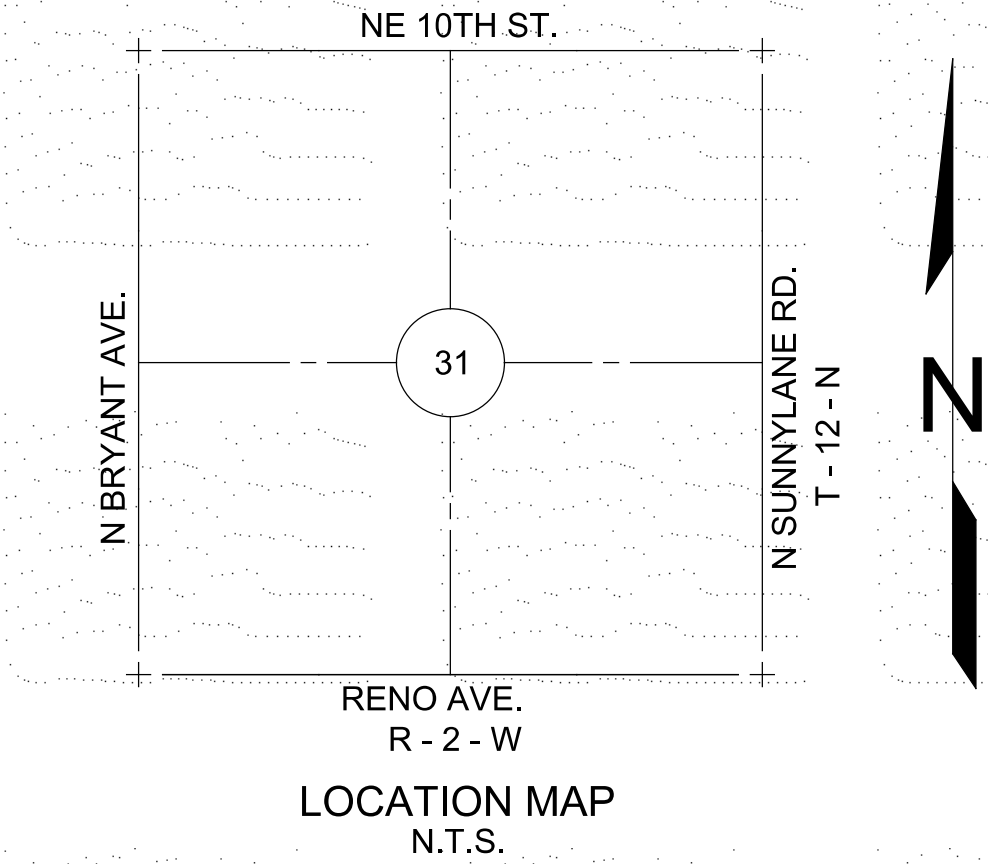 NE 10TH ST.
N BRYANT AVE.
31
N SUNNYLANE RD.
T - 12 - N
N
RENO AVE.
R - 2 - W
LOCATION MAP
N.T.S.